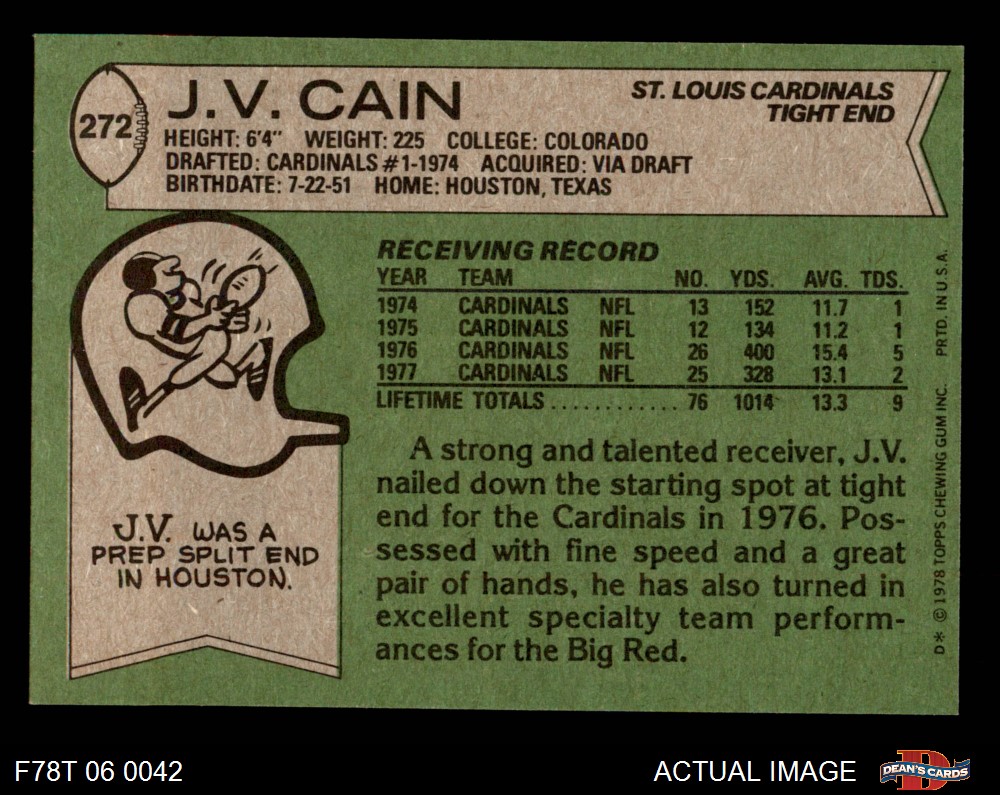 272
J.V. CAIN
ST. LOUIS CARDINALS
TIGHT END
HEIGHT: 6'4" WEIGHT: 225 COLLEGE: COLORADO
DRAFTED: CARDINALS #1-1974 ACQUIRED: VIA DRAFT
BIRTHDATE: 7-22-51 HOME: HOUSTON, TEXAS
RECEIVING RECORD
YEAR TEAM NO. YDS. AVG. TDS.
1974 CARDINALS NFL 13 152 11.7 1
1975 CARDINALS NFL 12 134 11.2 1
1976 CARDINALS NFL 26 400 15.4 5
1977 CARDINALS NFL 25 328 13.1 2
LIFETIME TOTALS............ 76 1014 13.3 9
A strong and talented receiver, J.V.
nailed down the starting spot at tight
end for the Cardinals in 1976. Pos-
sessed with fine speed and a great
pair of hands, he has also turned in
excellent specialty team perform-
ances for the Big Red.
J.V. WAS A
PREP SPLIT END
IN HOUSTON.
D* © 1978 TOPPS CHEWING GUM INC. PRTD. IN U.S.A.
F78T 06 0042
ACTUAL IMAGE
D
DEAN'S CARDS